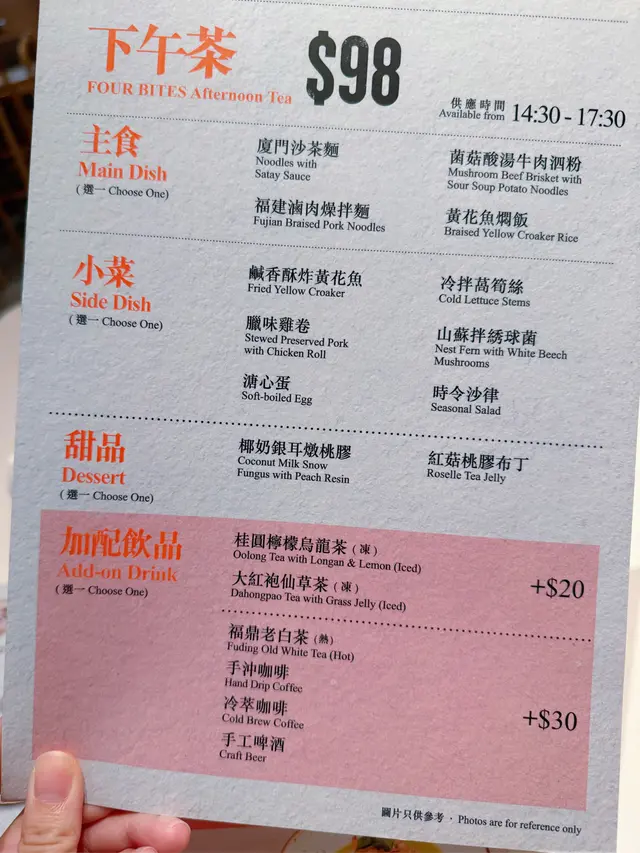 下午茶
FOUR BITES Afternoon Tea
$98
供應時間
Available from
14:30 - 17:30
主食
Main Dish
(選一 Choose One)
廈門沙茶麵
Noodles with
Satay Sauce
菌菇酸湯牛肉泗粉
Mushroom Beef Brisket with
Sour Soup Potato Noodles
福建滷肉燥拌麵
Fujian Braised Pork Noodles
黃花魚燜飯
Braised Yellow Croaker Rice
小菜
Side Dish
(選一 Choose One)
鹹香酥炸黃花魚
Fried Yellow Croaker
冷拌萵筍絲
Cold Lettuce Stems
臘味雞卷
Stewed Preserved Pork
with Chicken Roll
山蘇拌綉球菌
Nest Fern with White Beech
Mushrooms
溏心蛋
Soft-boiled Egg
時令沙律
Seasonal Salad
甜品
Dessert
(選一 Choose One)
椰奶銀耳燉桃膠
Coconut Milk Snow
Fungus with Peach Resin
紅菇桃膠布丁
Roselle Tea Jelly
加配飲品
Add-on Drink
(選一 Choose One)
桂圓檸檬烏龍茶 (凍)
Oolong Tea with Longan & Lemon (Iced)
大紅袍仙草茶 (凍)
Dahongpao Tea with Grass Jelly (Iced)
+$20
福鼎老白茶 (熱)
Fuding Old White Tea (Hot)
手沖咖啡
Hand Drip Coffee
冷萃咖啡
Cold Brew Coffee
手工啤酒
Craft Beer
+$30
圖片只供參考 · Photos are for reference only